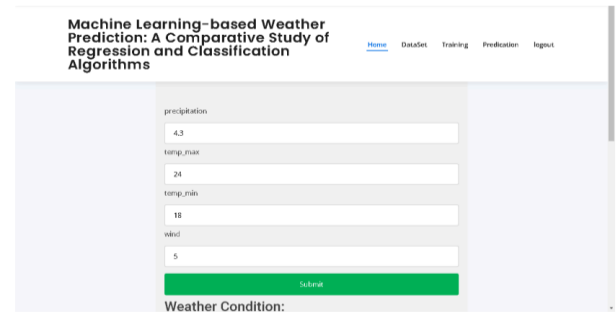 Machine Learning-based Weather
Prediction: A Comparative Study of
Regression and Classification
Algorithms
Home DataSet Training Predication logout
precipitation
4.3
temp_max
24
temp_min
18
wind
5
Submit
Weather Condition: